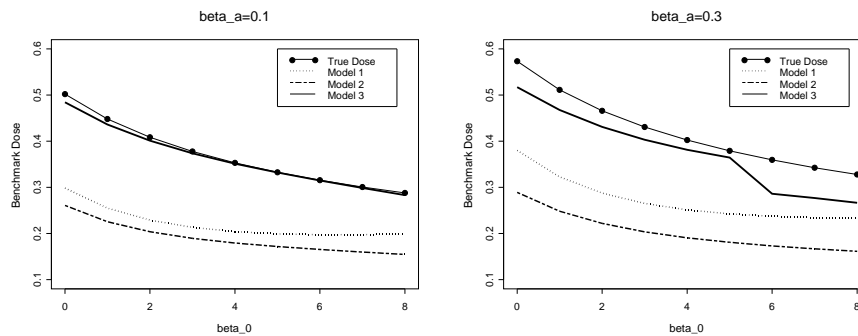 beta_a=0.1
0.6
0.5
0.4
0.3
0.2
0.1
Benchmark Dose
True Dose
Model 1
Model 2
Model 3
0 2 4 6 8
beta_0
beta_a=0.3
0.6
0.5
0.4
0.3
0.2
0.1
Benchmark Dose
True Dose
Model 1
Model 2
Model 3
0 2 4 6 8
beta_0